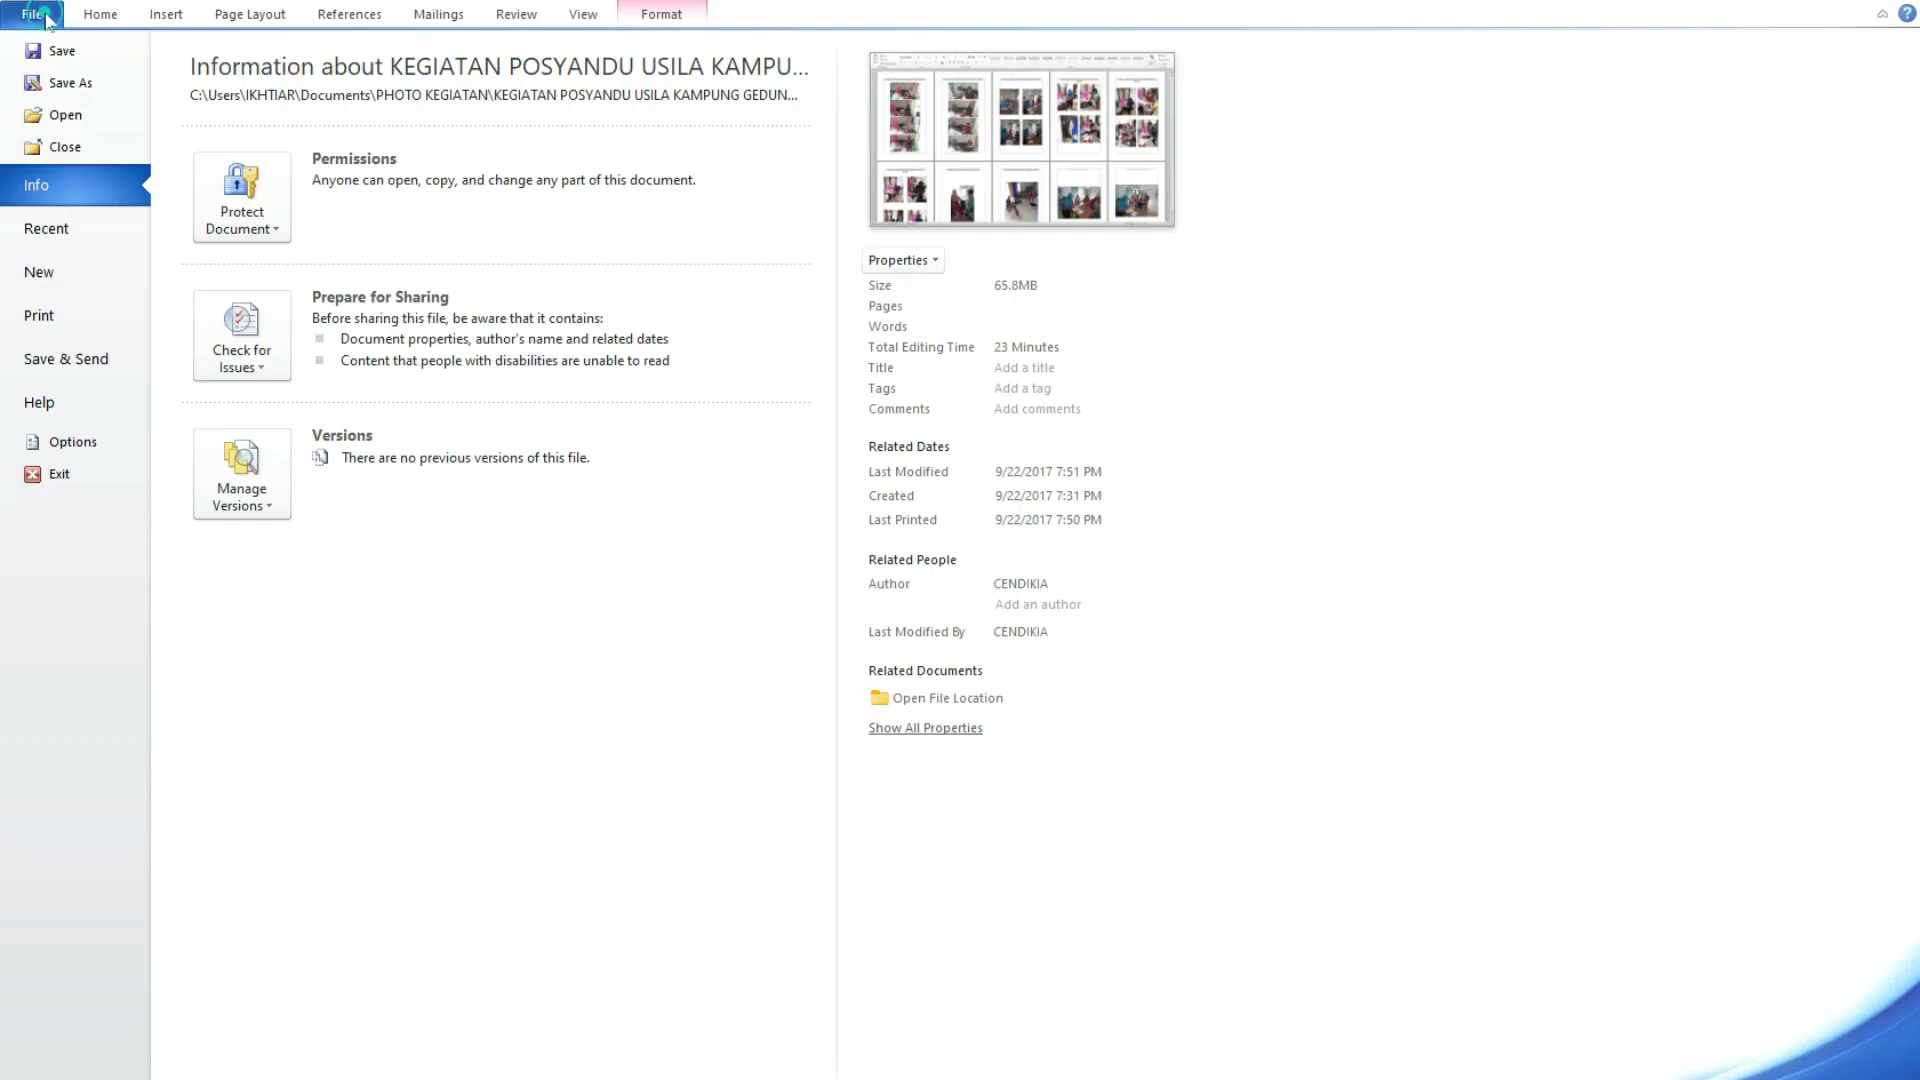 File Home Insert Page Layout References Mailings Review View Format
Save
Save As
Open
Close
Info
Recent
New
Print
Save & Send
Help
Options
Exit
Information about KEGIATAN POSYANDU USILA KAMPU...
C:\Users\IKHTIAR\Documents\PHOTO KEGIATAN\KEGIATAN POSYANDU USILA KAMPUNG GEDUN...
Protect
Document
Permissions
Anyone can open, copy, and change any part of this document.
Check for
Issues
Prepare for Sharing
Before sharing this file, be aware that it contains:
Document properties, author's name and related dates
Content that people with disabilities are unable to read
Manage
Versions
Versions
There are no previous versions of this file.
Properties
Size 65.8MB
Pages
Words
Total Editing Time 23 Minutes
Title Add a title
Tags Add a tag
Comments Add comments
Related Dates
Last Modified 9/22/2017 7:51 PM
Created 9/22/2017 7:31 PM
Last Printed 9/22/2017 7:50 PM
Related People
Author CENDIKIA
Add an author
Last Modified By CENDIKIA
Related Documents
Open File Location
Show All Properties